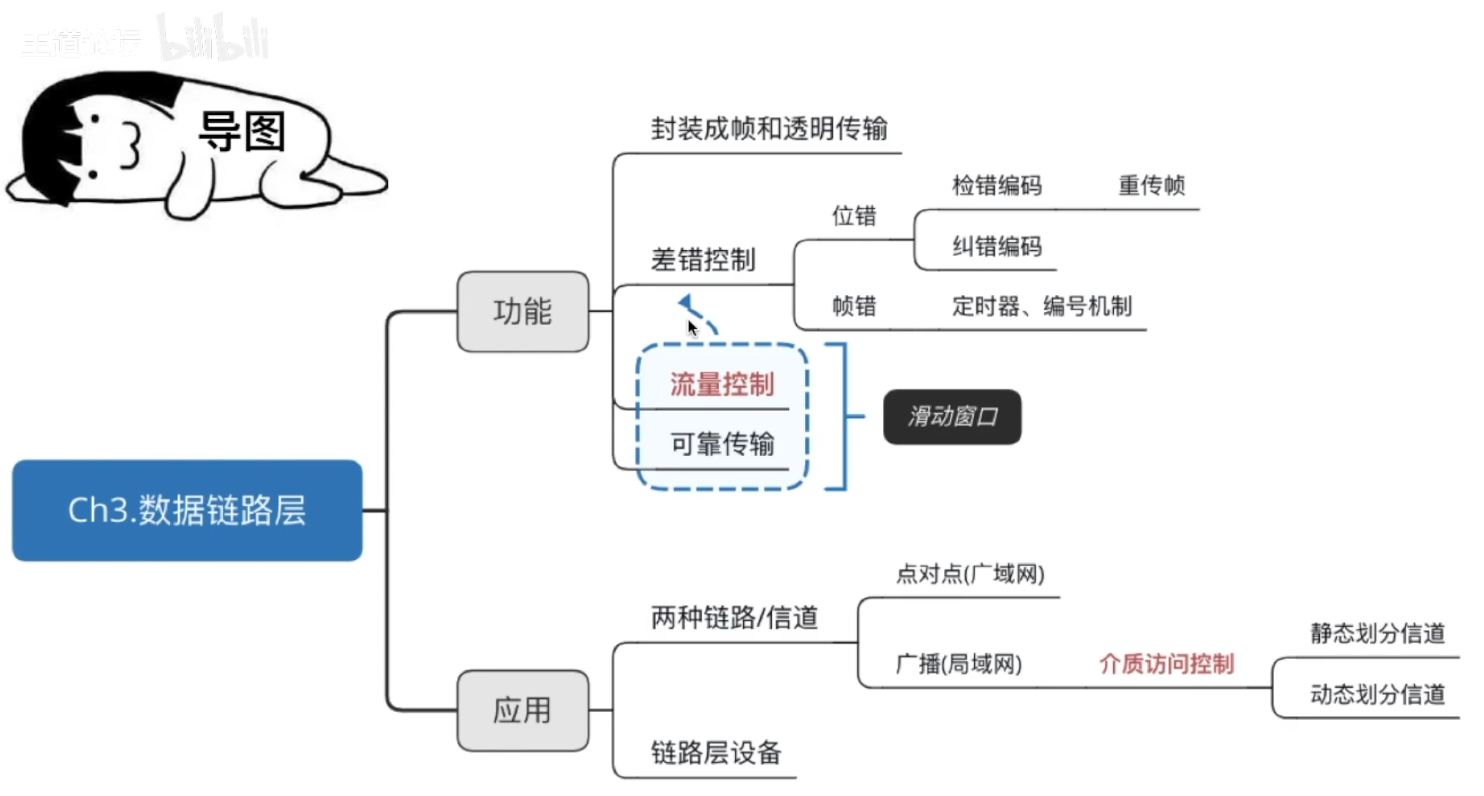 王道论坛 bilibili
导图
封装成帧和透明传输
检错编码 重传帧
位错
纠错编码
差错控制
帧错 定时器、编号机制
功能
流量控制
可靠传输
滑动窗口
Ch3.数据链路层
点对点(广域网)
两种链路/信道
广播(局域网) 介质访问控制
静态划分信道
动态划分信道
应用
链路层设备